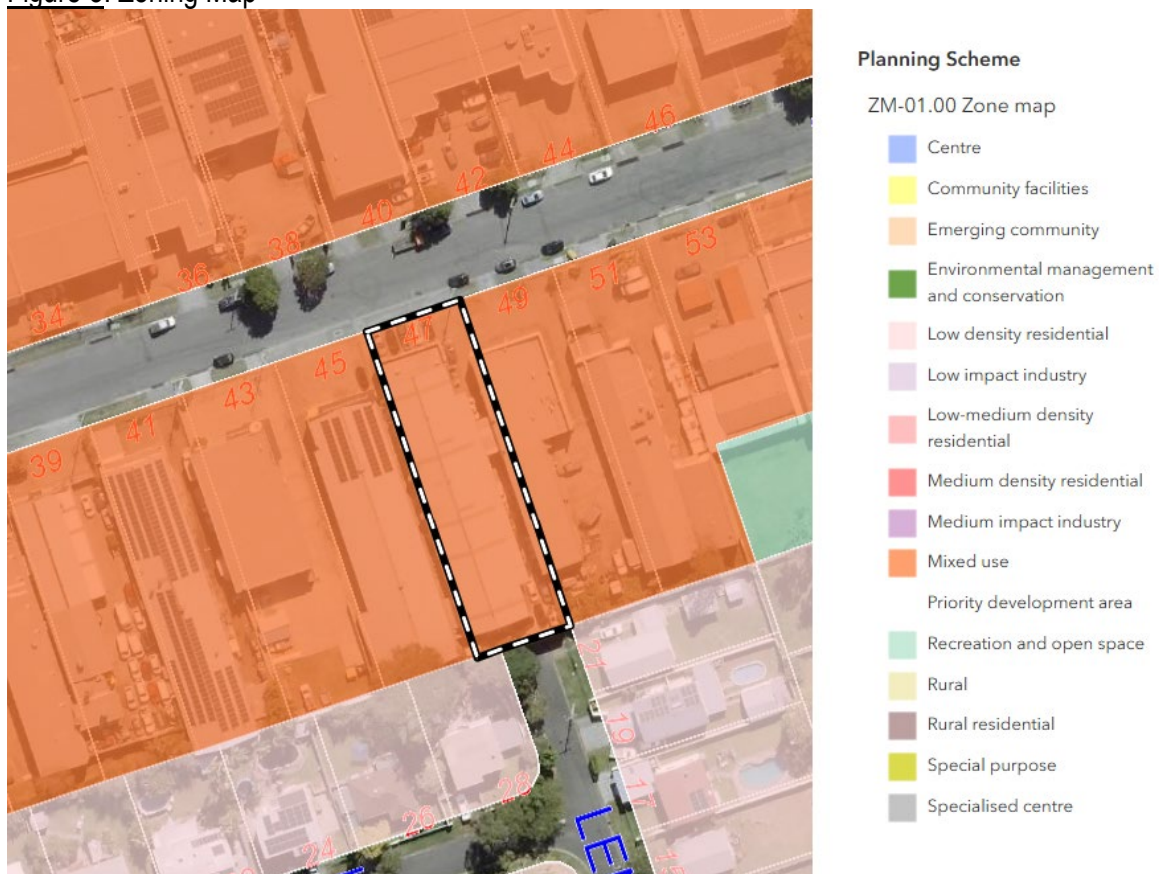 Figure Zoning Map
46
44
42
40
38
36
34
53
51
49
47
45
43
41
39
21
19
17
28
26
24
Planning Scheme
ZM-01.00 Zone map
Centre
Community facilities
Emerging community
Environmental management
and conservation
Low density residential
Low impact industry
Low-medium density
residential
Medium density residential
Medium impact industry
Mixed use
Priority development area
Recreation and open space
Rural
Rural residential
Special purpose
Specialised centre